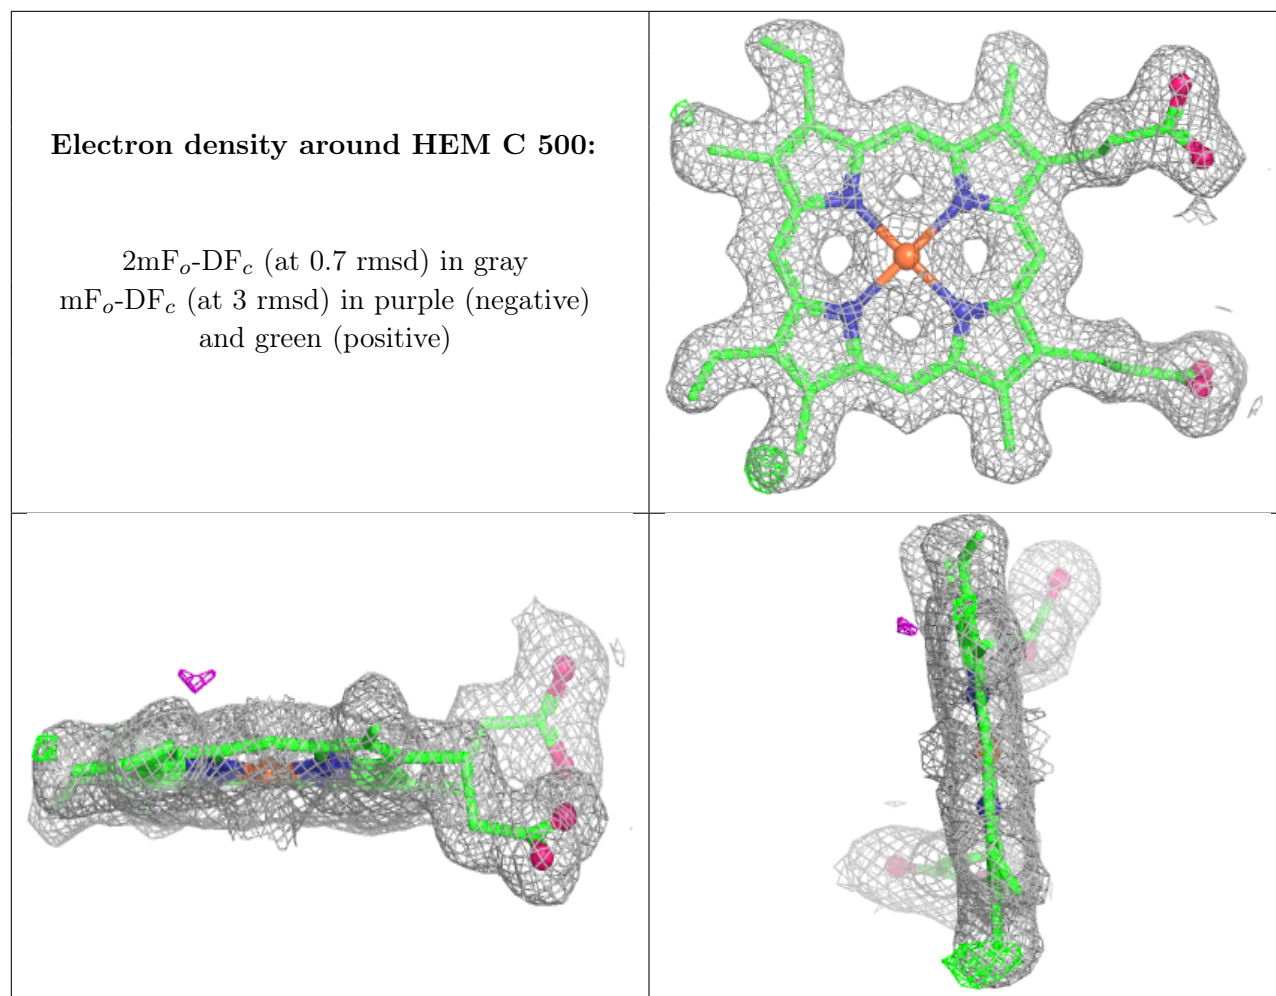 Electron density around HEM C 500:
2mFo-DFc (at 0.7 rmsd) in gray
mFo-DFc (at 3 rmsd) in purple (negative)
and green (positive)